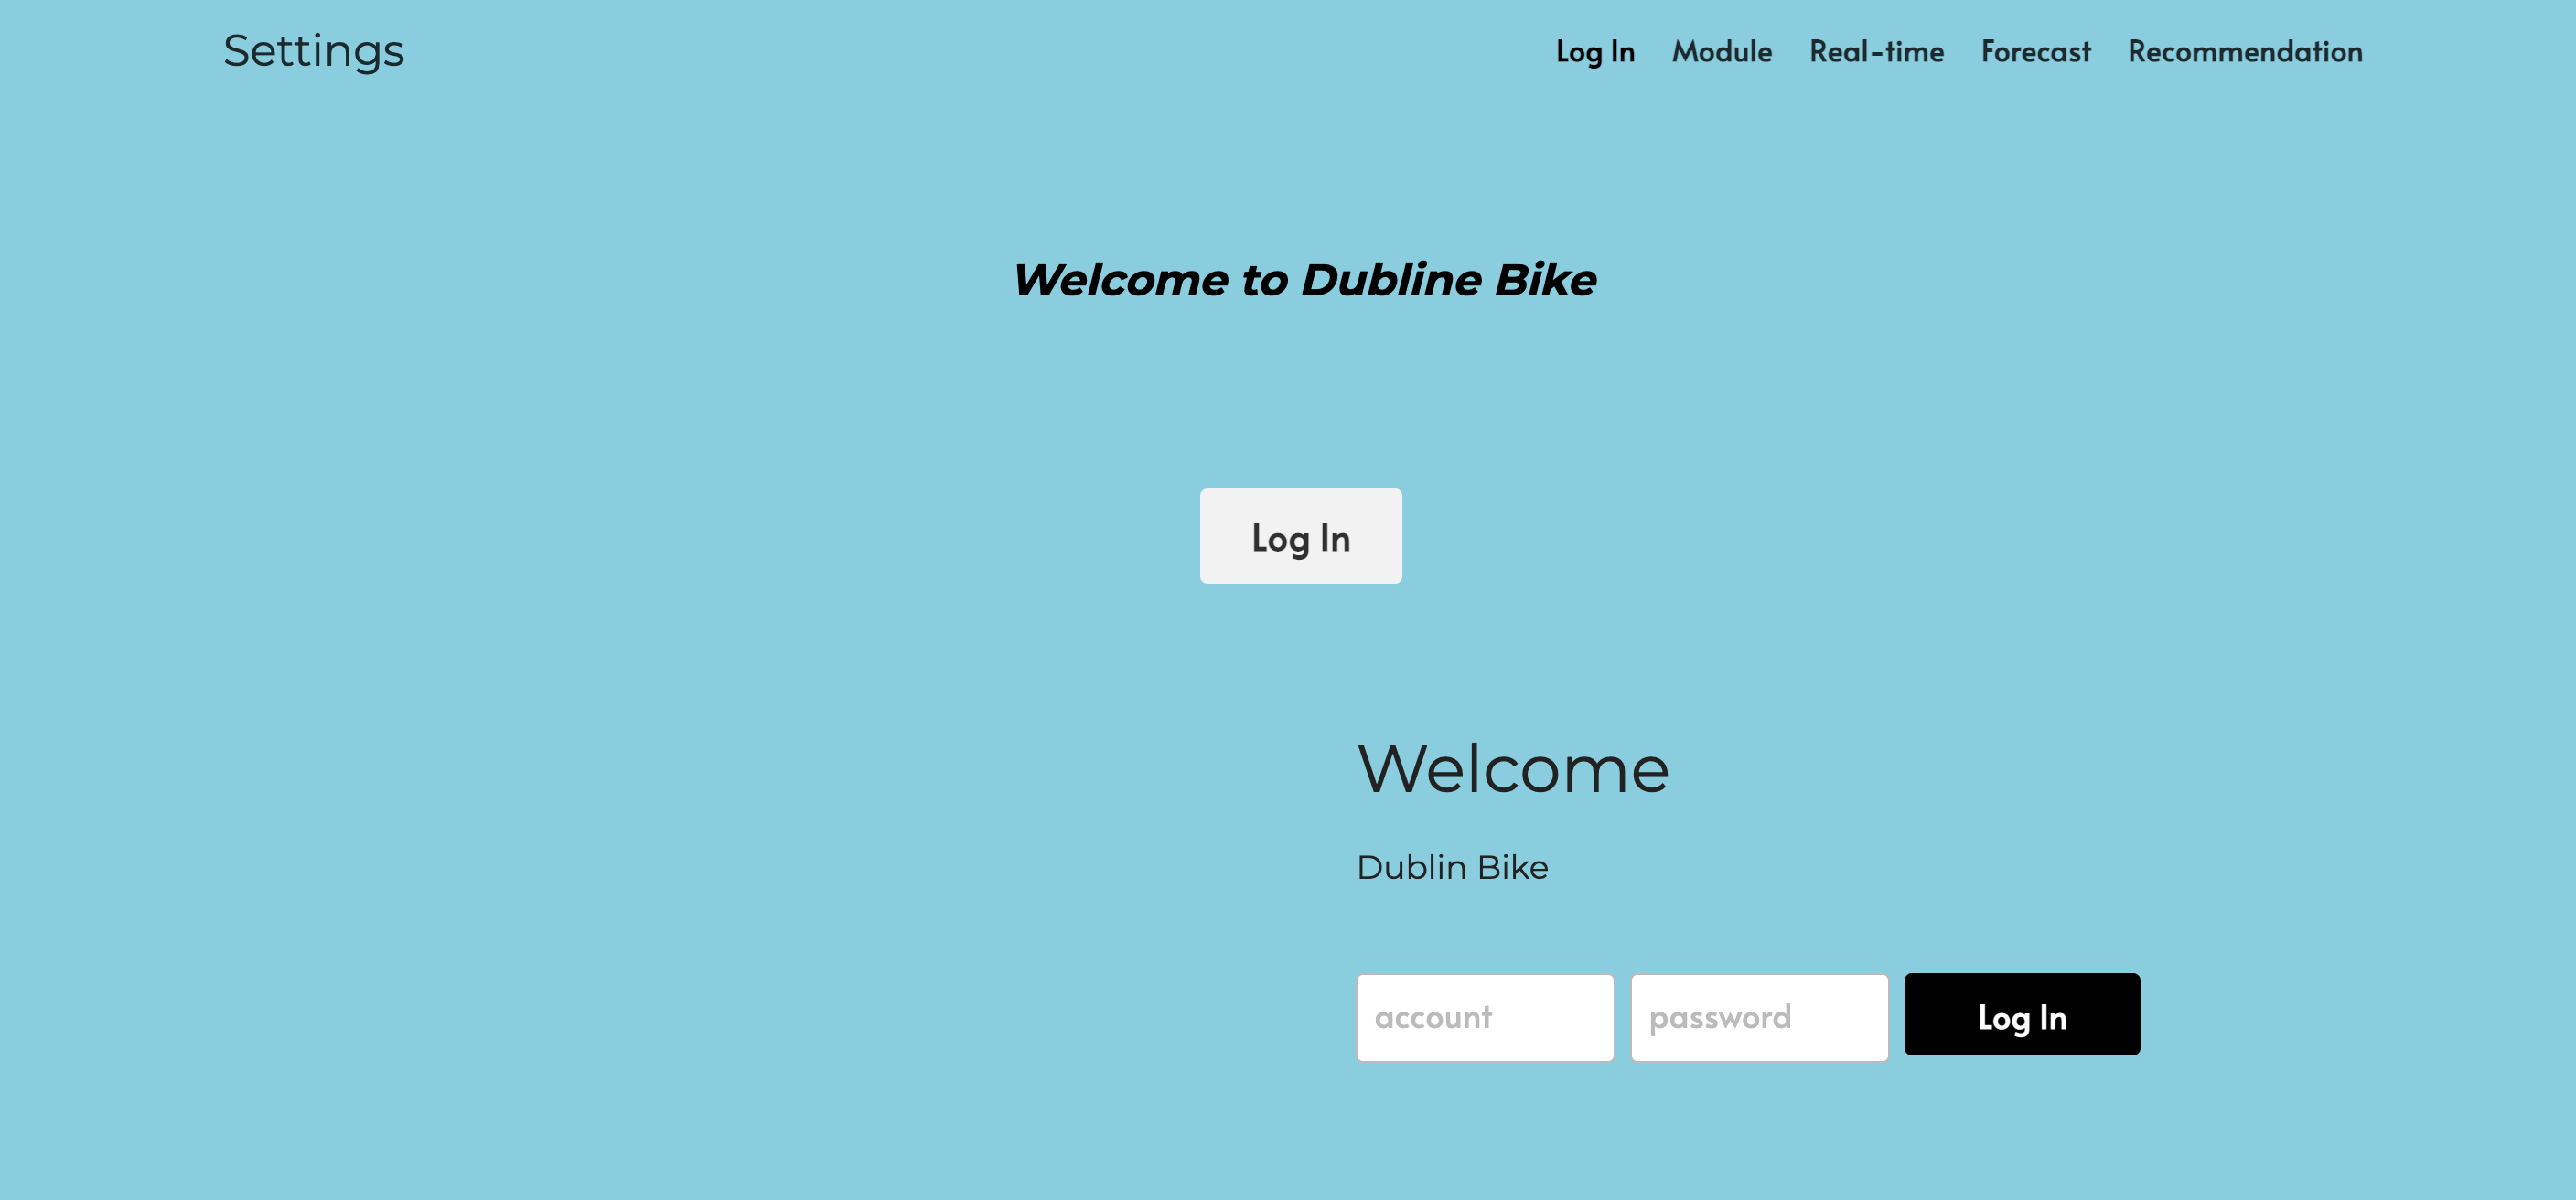 Settings Log In Module Real-time Forecast Recommendation
Welcome to Dubline Bike
Log In
Welcome
Dublin Bike
account password Log In